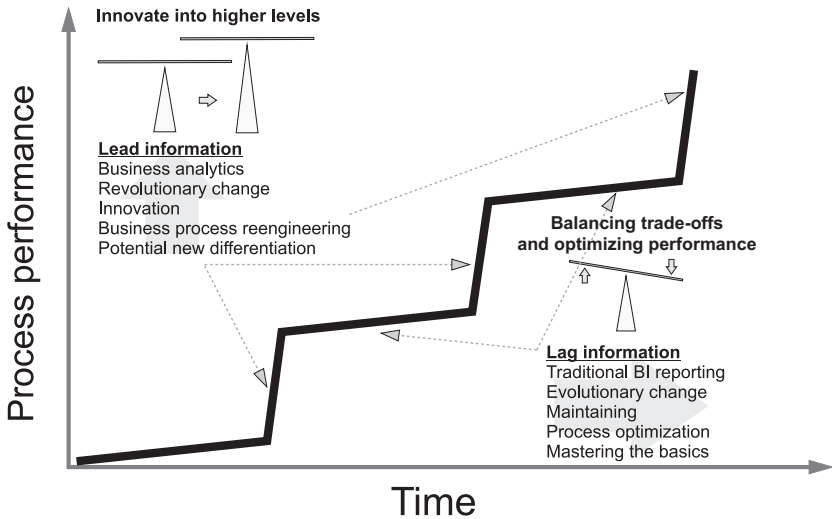 Innovate into higher levels
Lead information
Business analytics
Revolutionary change
Innovation
Business process reengineering
Potential new differentiation
Balancing trade-offs
and optimizing performance
Lag information
Traditional BI reporting
Evolutionary change
Maintaining
Process optimization
Mastering the basics
Process performance
Time